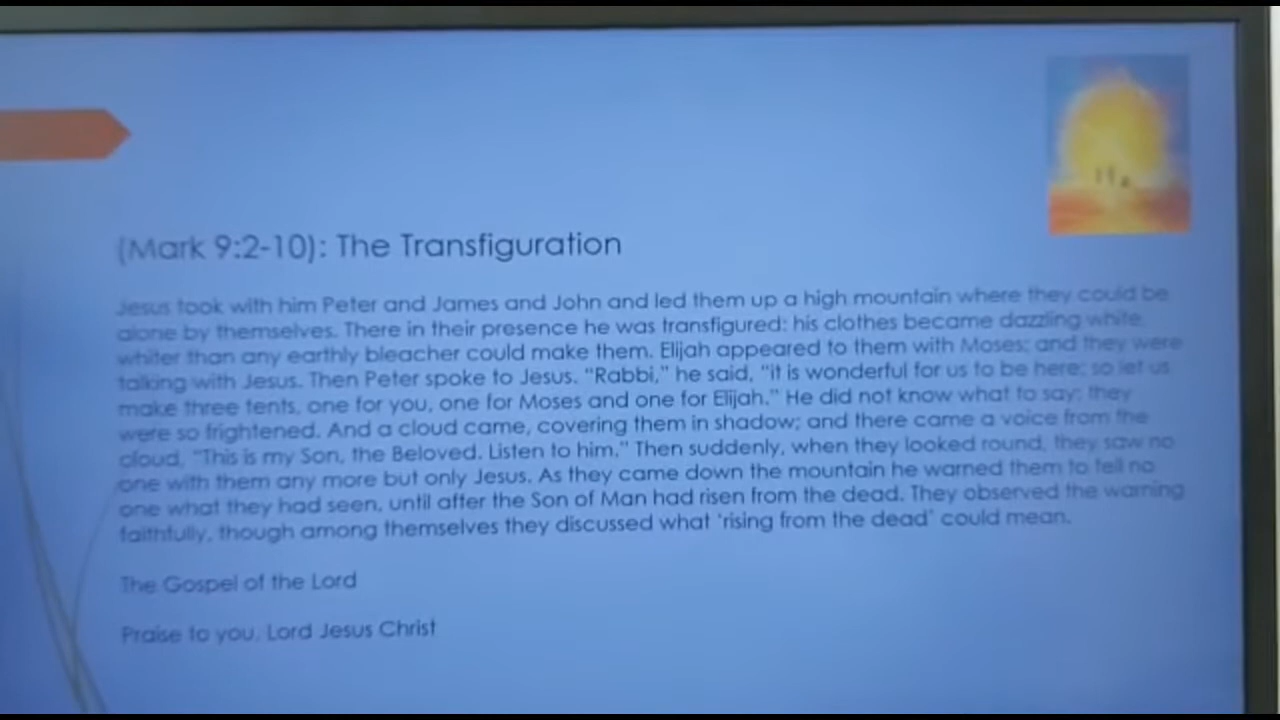 (Mark 9:2-10): The Transfiguration
Jesus took with him Peter and James and John and led them up a high mountain where they could be
alone by themselves. There in their presence he was transfigured: his clothes became dazzling white,
whiter than any earthly bleacher could make them. Elijah appeared to them with Moses; and they were
talking with Jesus. Then Peter spoke to Jesus. “Rabbi,” he said, “it is wonderful for us to be here; so let us
make three tents, one for you, one for Moses and one for Elijah.” He did not know what to say; they
were so frightened. And a cloud came, covering them in shadow; and there came a voice from the
cloud, “This is my Son, the Beloved. Listen to him.” Then suddenly, when they looked round, they saw no
one with them any more but only Jesus. As they came down the mountain he warned them to tell no
one what they had seen, until after the Son of Man had risen from the dead. They observed the warning
faithfully, though among themselves they discussed what ‘rising from the dead’ could mean.
The Gospel of the Lord
Praise to you, Lord Jesus Christ